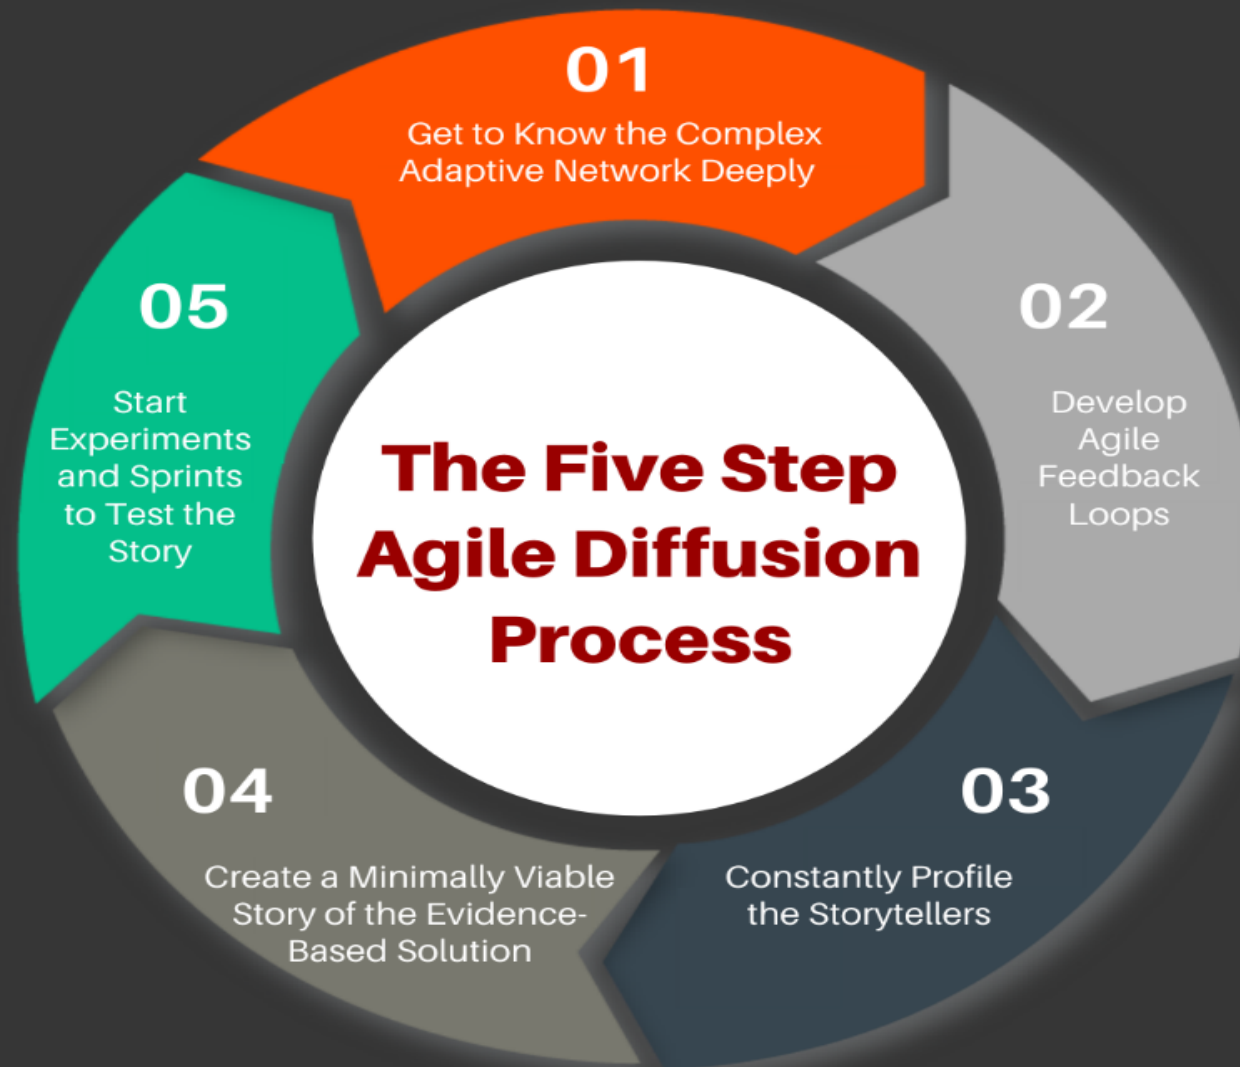 01
Get to Know the Complex
Adaptive Network Deeply
02
Develop
Agile
Feedback
Loops
03
Constantly Profile
the Storytellers
04
Create a Minimally Viable
Story of the Evidence-
Based Solution
05
Start
Experiments
and Sprints
to Test the
Story
The Five Step
Agile Diffusion
Process